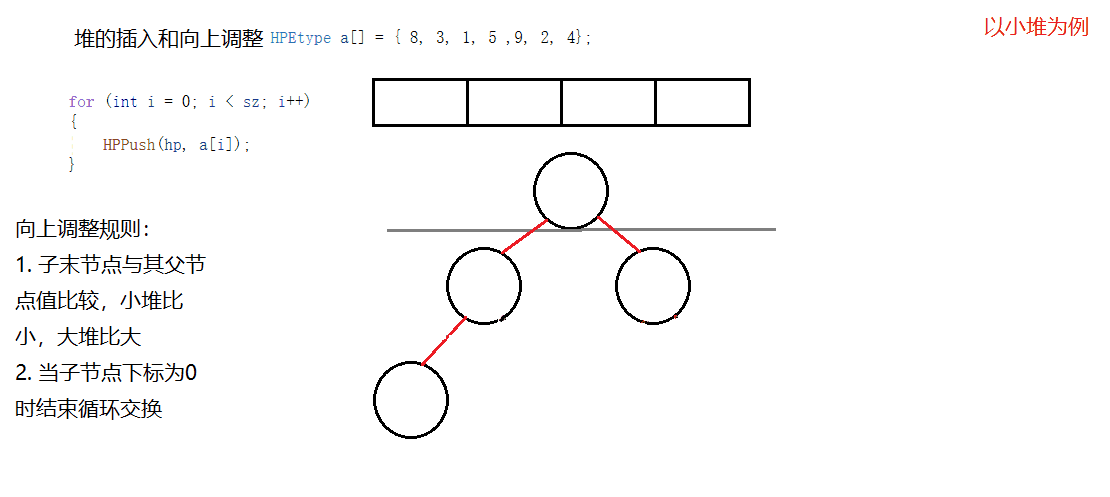 堆的插入和向上调整 HPEtype a[] = { 8, 3, 1, 5 ,9, 2, 4};
以小堆为例
for (int i = 0; i < sz; i++)
{
HPPush(hp, a[i]);
}
向上调整规则：
1. 子末节点与其父节
点值比较，小堆比
小，大堆比大
2. 当子节点下标为0
时结束循环交换